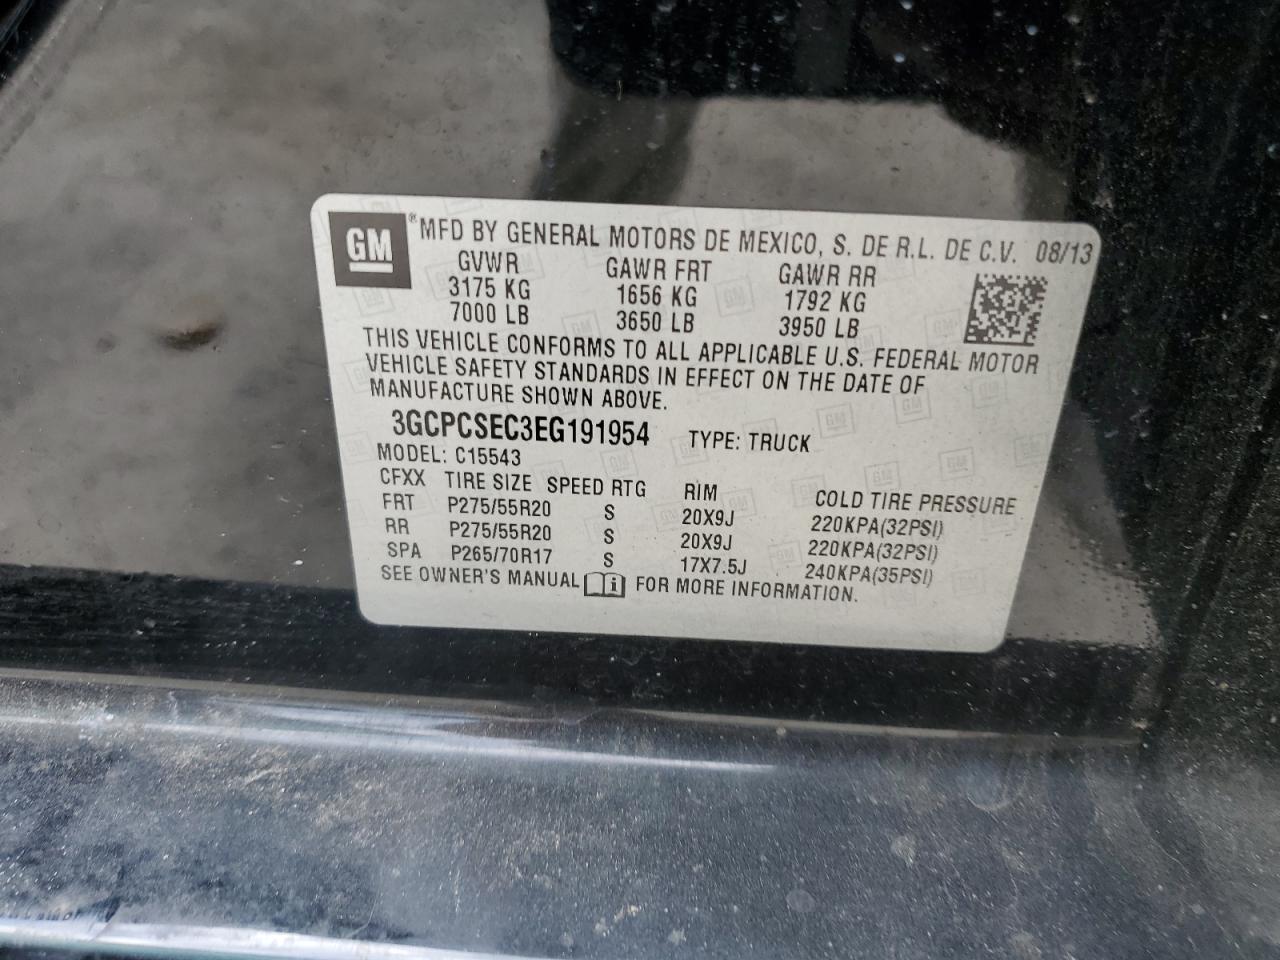 GM ® MFD BY GENERAL MOTORS DE MEXICO, S. DE R.L. DE C.V. 08/13
GVWR GAWR FRT GAWR RR
3175 KG 1656 KG 1792 KG
7000 LB 3650 LB 3950 LB
THIS VEHICLE CONFORMS TO ALL APPLICABLE U.S. FEDERAL MOTOR
VEHICLE SAFETY STANDARDS IN EFFECT ON THE DATE OF
MANUFACTURE SHOWN ABOVE.
3GCPCSEC3EG191954 TYPE: TRUCK
MODEL: C15543
CFXX TIRE SIZE SPEED RTG RIM COLD TIRE PRESSURE
FRT P275/55R20 S 20X9J 220KPA(32PSI)
RR P275/55R20 S 20X9J 220KPA(32PSI)
SPA P265/70R17 S 17X7.5J 240KPA(35PSI)
SEE OWNER'S MANUAL i FOR MORE INFORMATION.